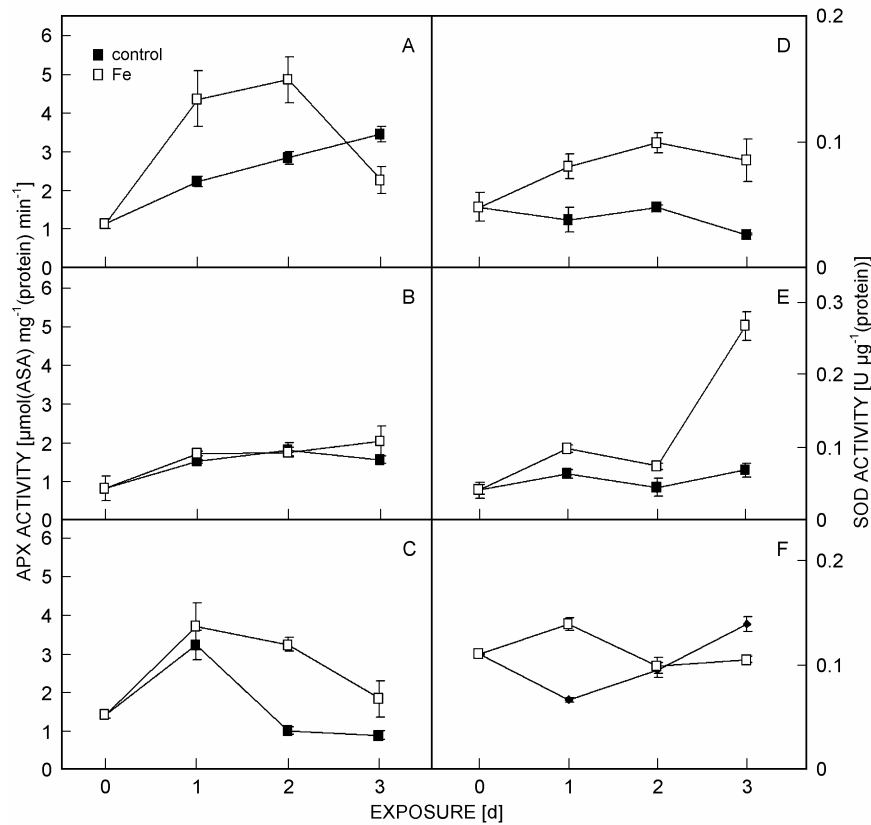 6
5
4
3
2
1
0
control
Fe
A
D
0.2
0.1
0
6
5
4
3
2
1
0
B
E
0.3
0.2
0.1
0
6
5
4
3
2
1
0
C
F
0.2
0.1
0
0 1 2 3
0 1 2 3
EXPOSURE [d]
APX ACTIVITY [µmol(ASA) mg⁻¹(protein) min⁻¹]
SOD ACTIVITY [U µg⁻¹(protein)]